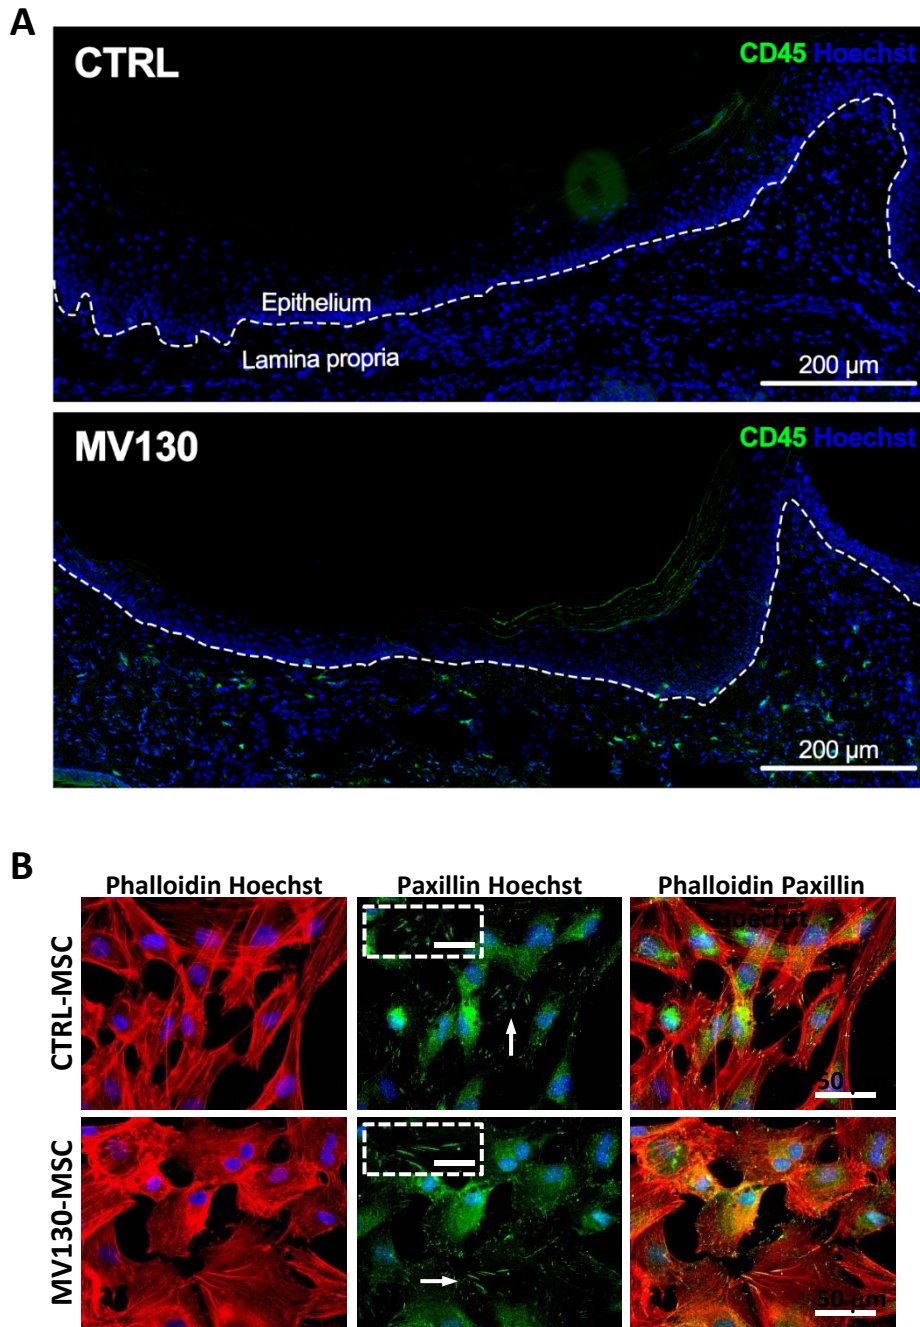 A
CTRL
CD45 Hoechst
Epithelium
Lamina propria
200 µm
MV130
CD45 Hoechst
200 µm
B
Phalloidin Hoechst
Paxillin Hoechst
Phalloidin Paxillin
Hoechst
CTRL-MSC
50
MV130-MSC
50 µm